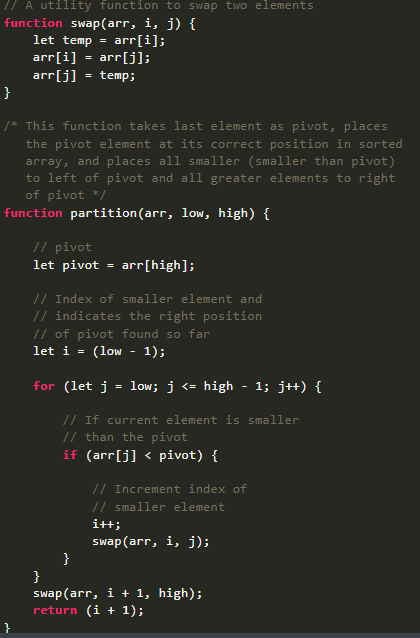 // A utility function to swap two elements
function swap(arr, i, j) {
    let temp = arr[i];
    arr[i] = arr[j];
    arr[j] = temp;
}

/* This function takes last element as pivot, places
   the pivot element at its correct position in sorted
   array, and places all smaller (smaller than pivot)
   to left of pivot and all greater elements to right
   of pivot */
function partition(arr, low, high) {

    // pivot
    let pivot = arr[high];

    // Index of smaller element and
    // indicates the right position
    // of pivot found so far
    let i = (low - 1);

    for (let j = low; j <= high - 1; j++) {

        // If current element is smaller
        // than the pivot
        if (arr[j] < pivot) {

            // Increment index of
            // smaller element
            i++;
            swap(arr, i, j);
        }
    }
    swap(arr, i + 1, high);
    return (i + 1);
}